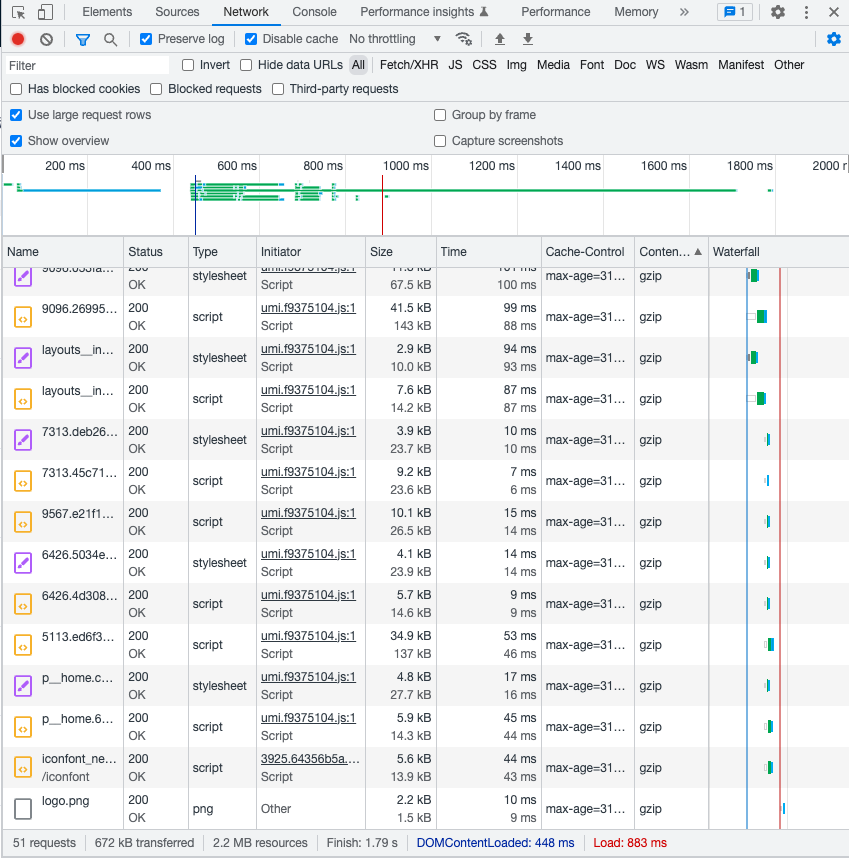 Elements Sources Network Console Performance insights Performance Memory » 1
Preserve log Disable cache No throttling
Filter Invert Hide data URLs All Fetch/XHR JS CSS Img Media Font Doc WS Wasm Manifest Other
Has blocked cookies Blocked requests Third-party requests
Use large request rows Group by frame
Show overview Capture screenshots
200 ms 400 ms 600 ms 800 ms 1000 ms 1200 ms 1400 ms 1600 ms 1800 ms 2000 r
Name Status Type Initiator Size Time Cache-Control Conten... Waterfall
stylesheet max-age=31... gzip
OK Script 67.5 kB 100 ms
9096.26995... 200 umi.f9375104.js:1 41.5 kB 99 ms
script max-age=31... gzip
OK Script 143 kB 88 ms
layouts__in... 200 umi.f9375104.js:1 2.9 kB 94 ms
stylesheet max-age=31... gzip
OK Script 10.0 kB 93 ms
layouts__in... 200 umi.f9375104.js:1 7.6 kB 87 ms
script max-age=31... gzip
OK Script 14.2 kB 87 ms
7313.deb26... 200 umi.f9375104.js:1 3.9 kB 10 ms
stylesheet max-age=31... gzip
OK Script 23.7 kB 10 ms
7313.45c71... 200 umi.f9375104.js:1 9.2 kB 7 ms
script max-age=31... gzip
OK Script 23.6 kB 6 ms
9567.e21f1... 200 umi.f9375104.js:1 10.1 kB 15 ms
script max-age=31... gzip
OK Script 26.5 kB 14 ms
6426.5034e... 200 umi.f9375104.js:1 4.1 kB 14 ms
stylesheet max-age=31... gzip
OK Script 23.9 kB 14 ms
6426.4d308... 200 umi.f9375104.js:1 5.7 kB 9 ms
script max-age=31... gzip
OK Script 14.6 kB 9 ms
5113.ed6f3... 200 umi.f9375104.js:1 34.9 kB 53 ms
script max-age=31... gzip
OK Script 137 kB 46 ms
p__home.c... 200 umi.f9375104.js:1 4.8 kB 17 ms
stylesheet max-age=31... gzip
OK Script 27.7 kB 16 ms
p__home.6... 200 umi.f9375104.js:1 5.9 kB 45 ms
script max-age=31... gzip
OK Script 14.3 kB 44 ms
iconfont_ne... 200 3925.64356b5a.... 5.6 kB 44 ms
script max-age=31... gzip
/iconfont OK Script 13.9 kB 43 ms
logo.png 200 2.2 kB 10 ms
png Other max-age=31... gzip
OK 1.5 kB 9 ms
51 requests 672 kB transferred 2.2 MB resources Finish: 1.79 s DOMContentLoaded: 448 ms Load: 883 ms